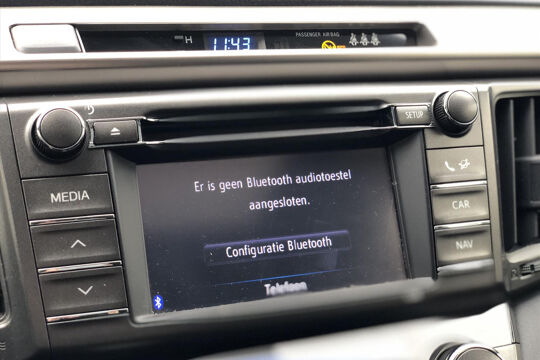 H
11:43
PASSENGER AIR BAG
SETUP
MEDIA
CAR
NAV
Er is geen Bluetooth audiotoestel
aangesloten.
Configuratie Bluetooth
Telefoon